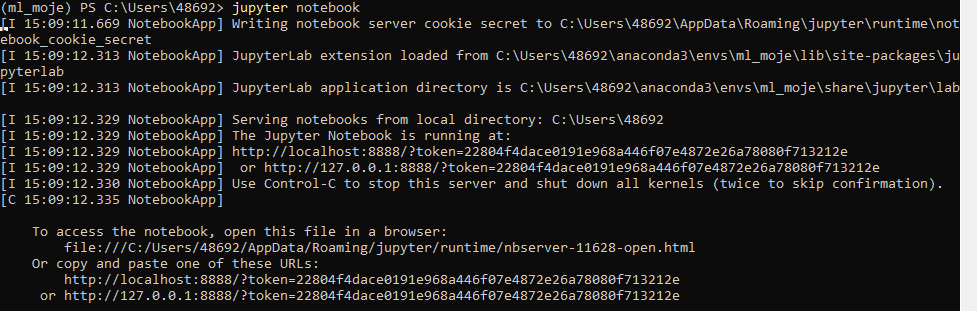 (ml_moje) PS C:\Users\48692> jupyter notebook
[I 15:09:11.669 NotebookApp] Writing notebook server cookie secret to C:\Users\48692\AppData\Roaming\jupyter\runtime\not
ebook_cookie_secret
[I 15:09:12.313 NotebookApp] JupyterLab extension loaded from C:\Users\48692\anaconda3\envs\ml_moje\lib\site-packages\ju
pyterlab
[I 15:09:12.313 NotebookApp] JupyterLab application directory is C:\Users\48692\anaconda3\envs\ml_moje\share\jupyter\lab
[I 15:09:12.329 NotebookApp] Serving notebooks from local directory: C:\Users\48692
[I 15:09:12.329 NotebookApp] The Jupyter Notebook is running at:
[I 15:09:12.329 NotebookApp] http://localhost:8888/?token=22804f4dace0191e968a446f07e4872e26a78080f713212e
[I 15:09:12.329 NotebookApp]  or http://127.0.0.1:8888/?token=22804f4dace0191e968a446f07e4872e26a78080f713212e
[I 15:09:12.330 NotebookApp] Use Control-C to stop this server and shut down all kernels (twice to skip confirmation).
[C 15:09:12.335 NotebookApp]
To access the notebook, open this file in a browser:
file:///C:/Users/48692/AppData/Roaming/jupyter/runtime/nbserver-11628-open.html
Or copy and paste one of these URLs:
http://localhost:8888/?token=22804f4dace0191e968a446f07e4872e26a78080f713212e
or http://127.0.0.1:8888/?token=22804f4dace0191e968a446f07e4872e26a78080f713212e